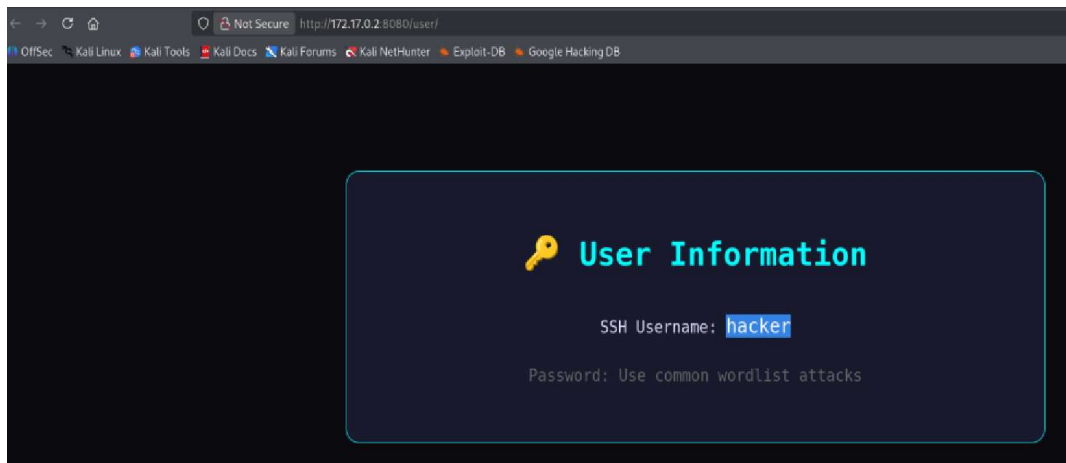 Not Secure http://172.17.0.2:8080/user/
OffSec Kali Linux Kali Tools Kali Docs Kali Forums Kali NetHunter Exploit-DB Google Hacking DB
User Information
SSH Username: hacker
Password: Use common wordlist attacks